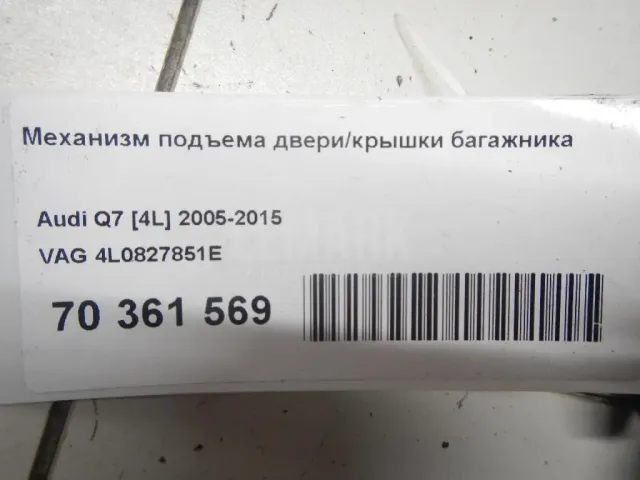 Механизм подъема двери/крышки багажника
Audi Q7 [4L] 2005-2015
VAG 4L0827851E
70 361 569